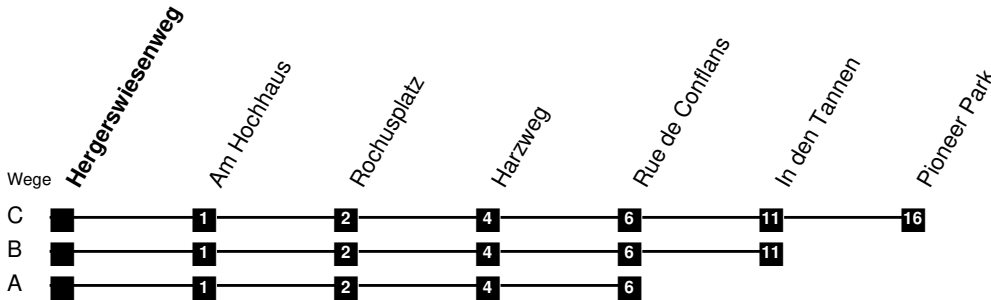 Hergerswiesenweg
Am Hochhaus
Rochusplatz
Harzweg
Rue de Conflans
In den Tannen
Pioneer Park
Wege
C 1 2 4 6 11 16
B 1 2 4 6 11
A 1 2 4 6